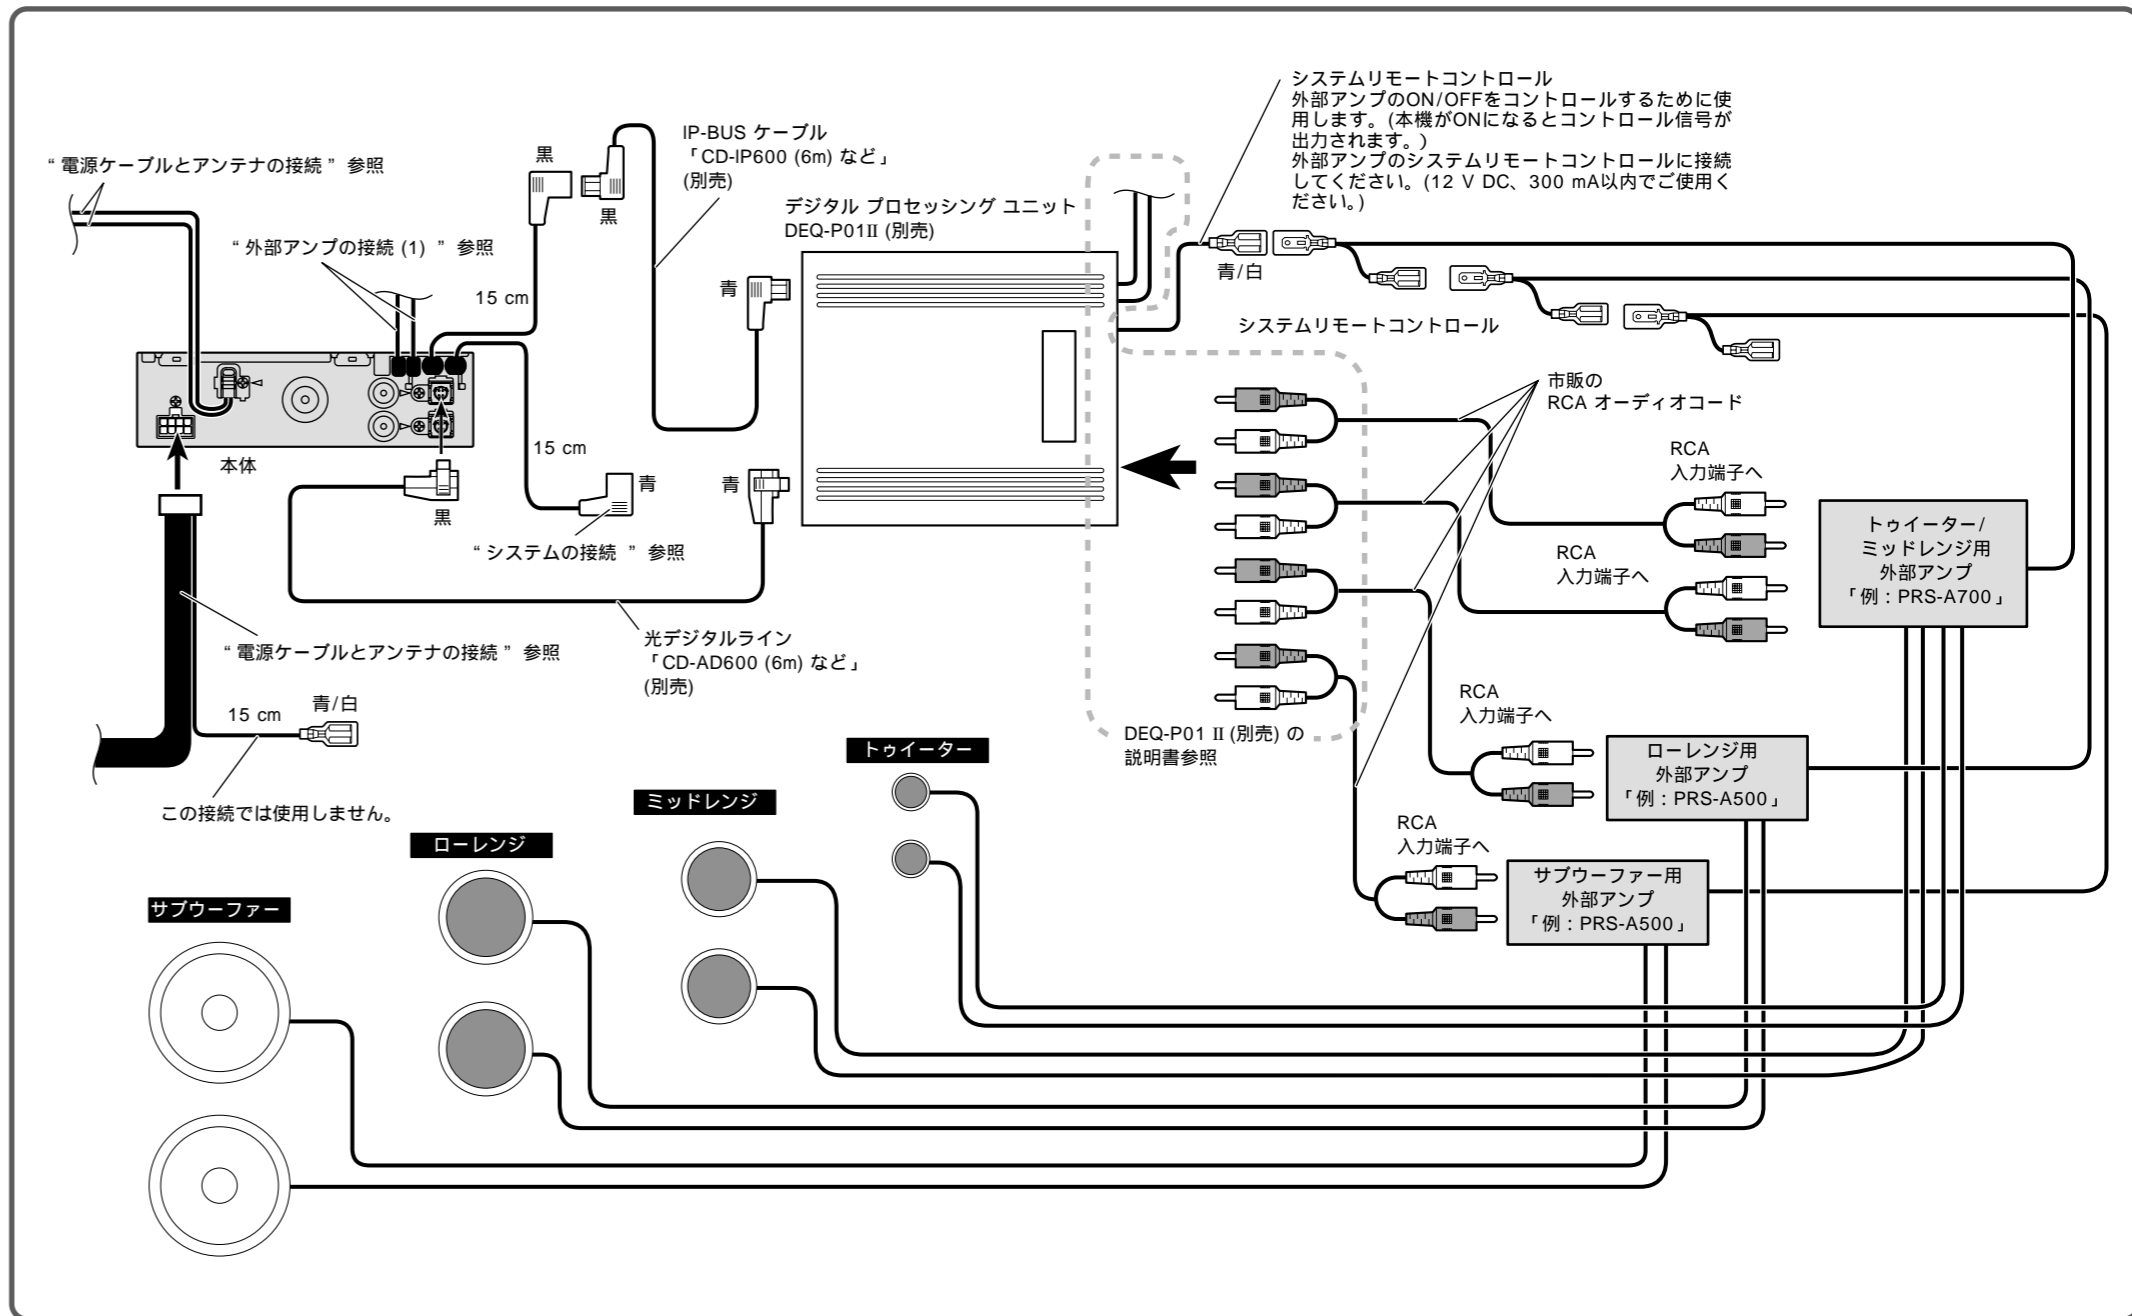 システムリモートコントロール
外部アンプのON/OFFをコントロールするために使
用します。(本機がONになるとコントロール信号が
出力されます。)
外部アンプのシステムリモートコントロールに接続
してください。(12 V DC、300 mA以内でご使用く
ださい。)
IP-BUS ケーブル
「CD-IP600 (6m) など」
(別売)
黒
黒
“電源ケーブルとアンテナの接続” 参照
デジタル プロセッシング ユニット
DEQ-P01II (別売)
“外部アンプの接続 (1) ” 参照
15 cm
青
青/白
システムリモートコントロール
市販の
RCA オーディオコード
本体
15 cm
青
青
黒
“システムの接続 ” 参照
RCA
入力端子へ
トゥイーター/
ミッドレンジ用
外部アンプ
「例：PRS-A700」
RCA
入力端子へ
“電源ケーブルとアンテナの接続” 参照
光デジタルライン
「CD-AD600 (6m) など」
(別売)
15 cm
青/白
RCA
入力端子へ
DEQ-P01 II (別売) の
説明書参照
トゥイーター
ローレンジ用
外部アンプ
「例：PRS-A500」
ミッドレンジ
この接続では使用しません。
RCA
入力端子へ
ローレンジ
サブウーファー用
外部アンプ
「例：PRS-A500」
サブウーファー